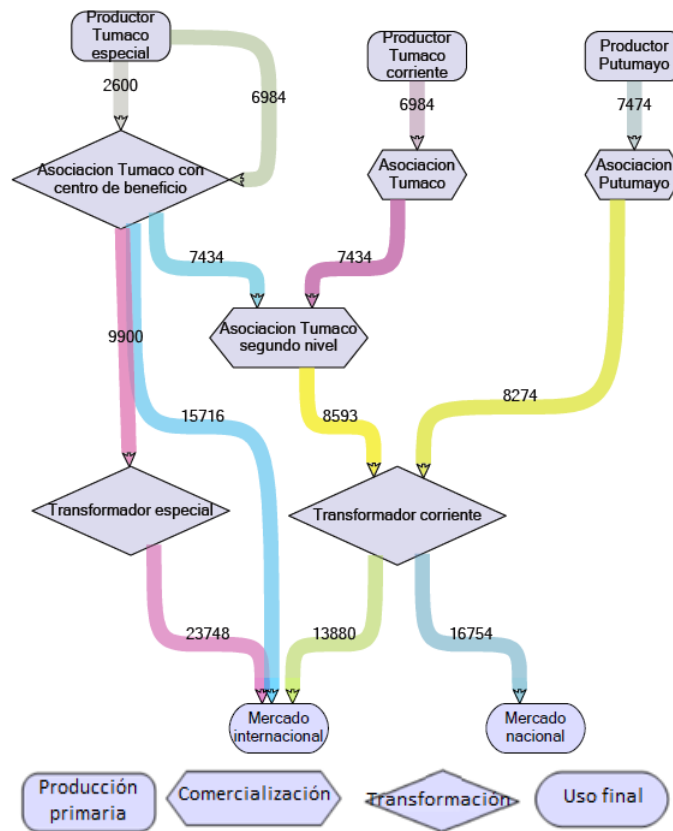 Productor
Tumaco
especial
Productor
Tumaco
corriente
Productor
Putumayo
2600
6984
6984
7474
Asociacion Tumaco con
centro de beneficio
Asociacion
Tumaco
Asociacion
Putumayo
7434
7434
Asociacion Tumaco
segundo nivel
9900
15716
8593
8274
Transformador especial
Transformador corriente
23748
13880
16754
Mercado
internacional
Mercado
nacional
Producción
primaria
Comercialización
Transformación
Uso final